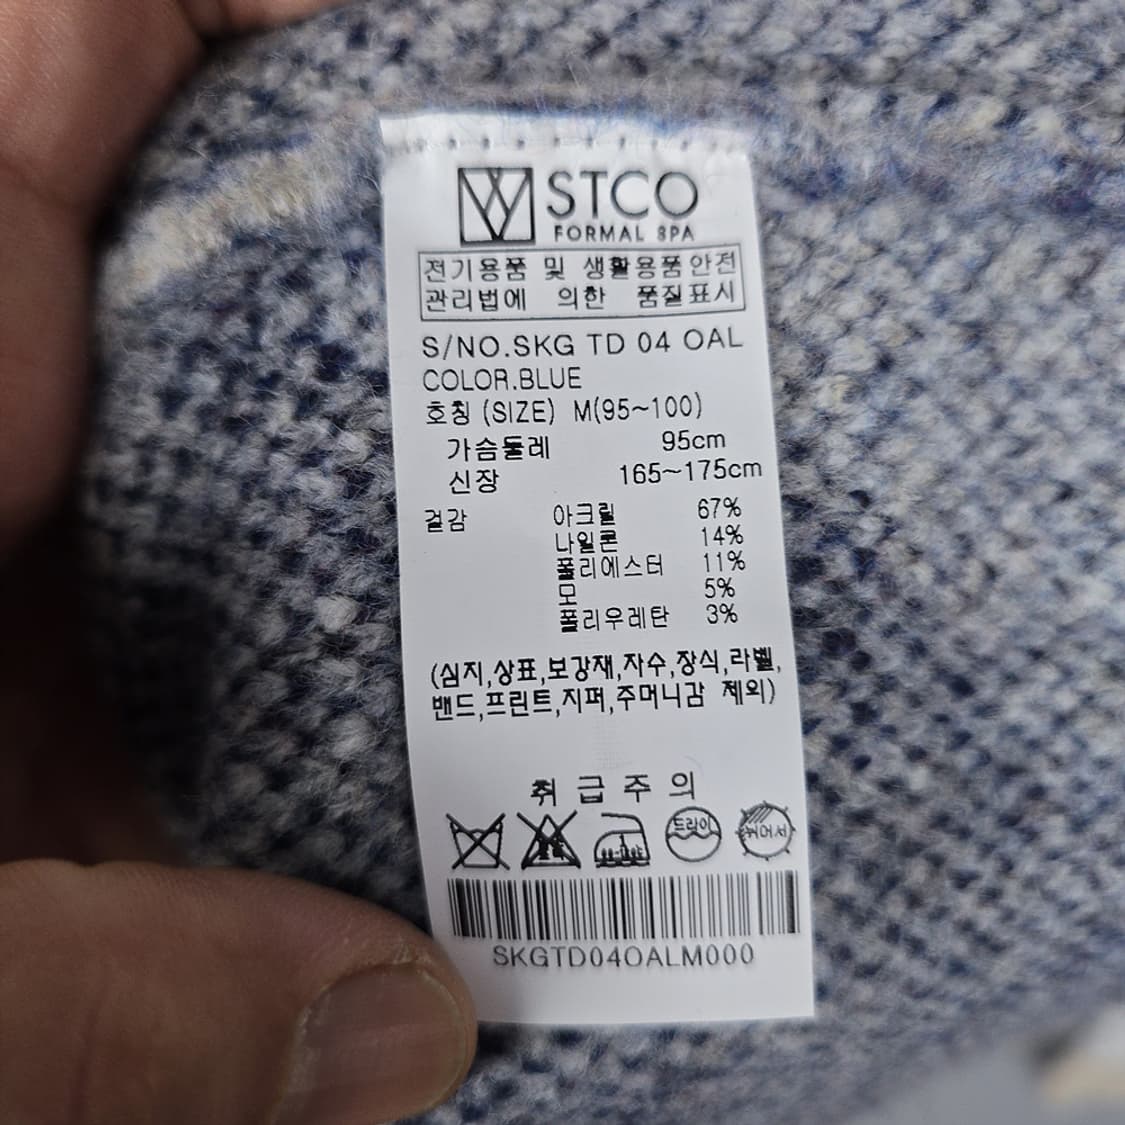 STCO
FORMAL SPA
전기용품 및 생활용품안전
관리법에 의한 품질표시
S/NO.SKG TD 04 OAL
COLOR.BLUE
호칭 (SIZE) M(95~100)
가슴둘레 95cm
신장 165~175cm
겉감 아크릴 67%
나일론 14%
폴리에스터 11%
모 5%
폴리우레탄 3%
(심지,상표,보강재,자수,장식,라벨,
밴드,프린트,지퍼,주머니감 제외)
취급주의
드라이 뉘어서
SKGTD04OALM000